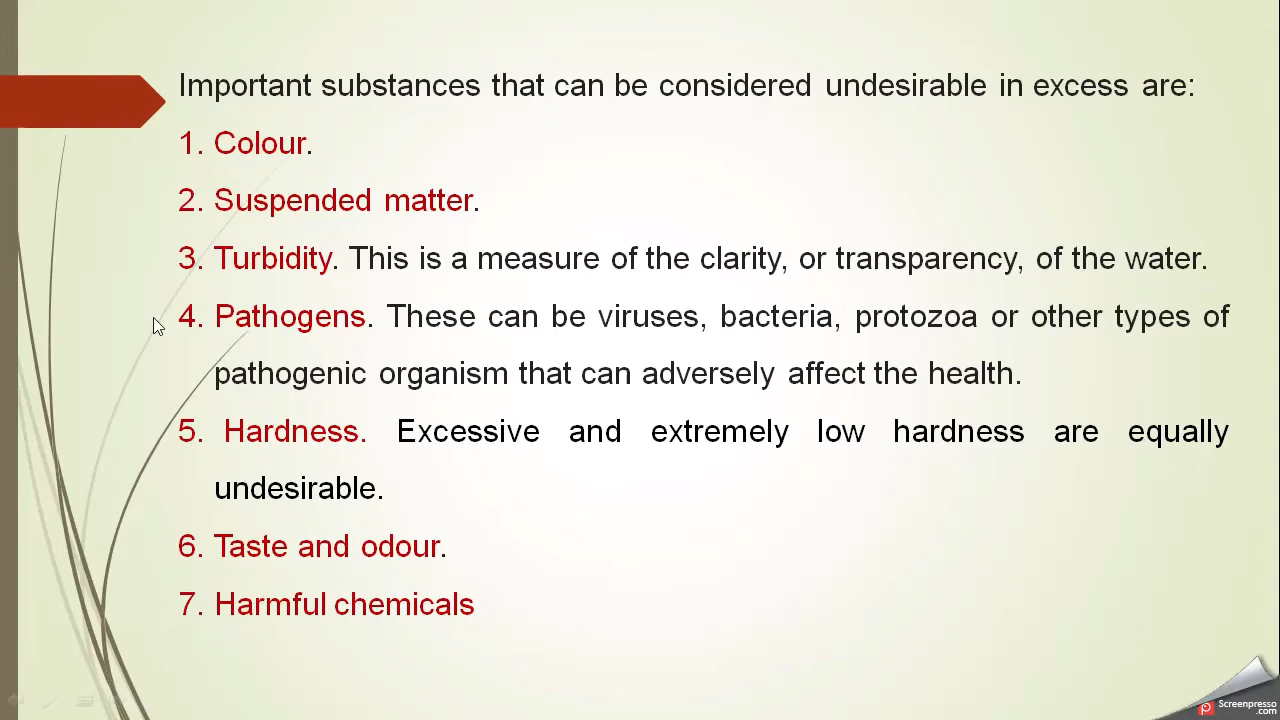 Important substances that can be considered undesirable in excess are:
1. Colour.
2. Suspended matter.
3. Turbidity. This is a measure of the clarity, or transparency, of the water.
4. Pathogens. These can be viruses, bacteria, protozoa or other types of
pathogenic organism that can adversely affect the health.
5. Hardness. Excessive and extremely low hardness are equally
undesirable.
6. Taste and odour.
7. Harmful chemicals
Screenpresso
.com